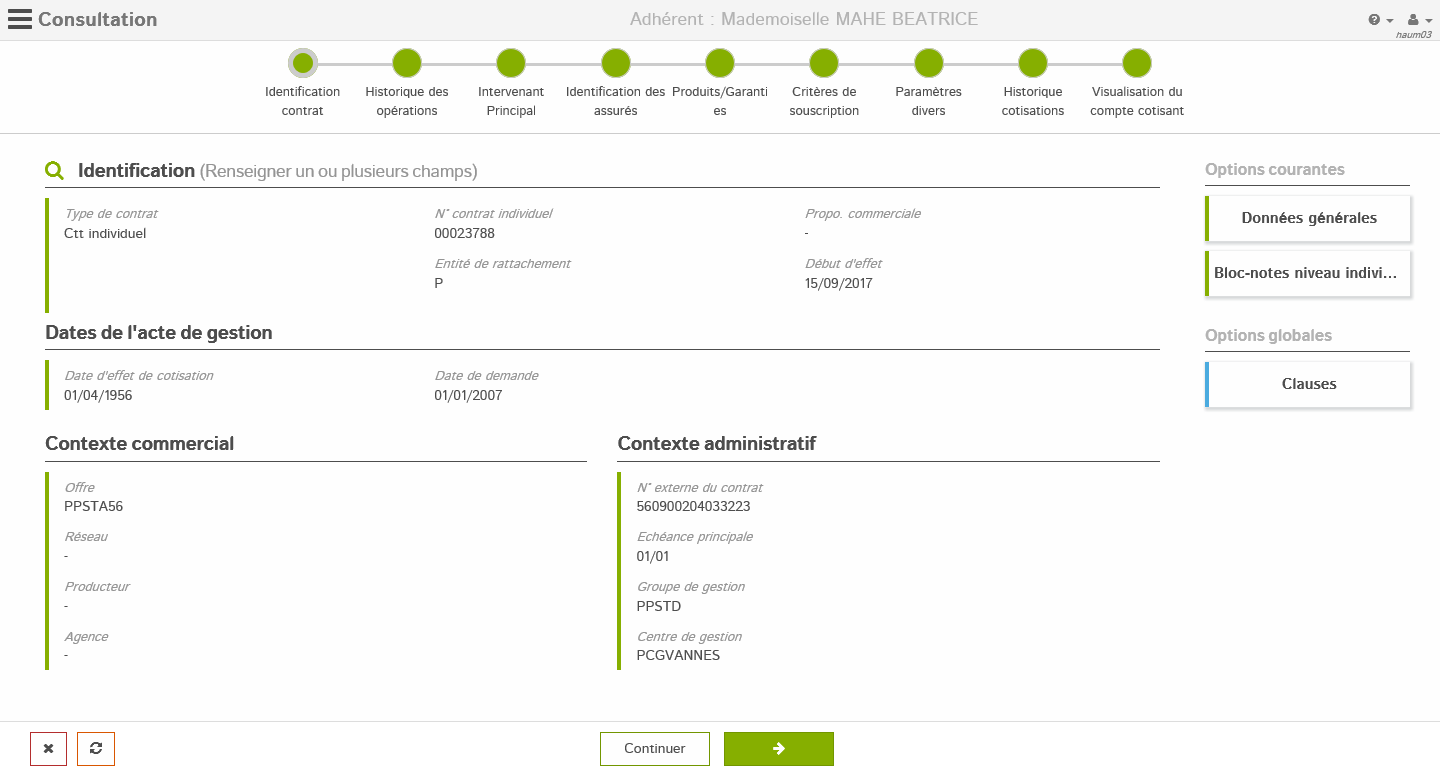 Consultation
Adhérent : Mademoiselle MAHE BEATRICE
haum03
Identification contrat
Historique des opérations
Intervenant Principal
Identification des assurés
Produits/Garanti
es
Critères de souscription
Paramètres divers
Historique cotisations
Visualisation du compte cotisant
Identification (Renseigner un ou plusieurs champs)
Type de contrat
Ctt individuel
N° contrat individuel
00023788
Propo. commerciale
-
Entité de rattachement
P
Début d'effet
15/09/2017
Dates de l'acte de gestion
Date d'effet de cotisation
01/04/1956
Date de demande
01/01/2007
Contexte commercial
Offre
PPSTA56
Réseau
-
Producteur
-
Agence
-
Contexte administratif
N° externe du contrat
560900204033223
Echéance principale
01/01
Groupe de gestion
PPSTD
Centre de gestion
PCGVANNES
Options courantes
Données générales
Bloc-notes niveau indivi...
Options globales
Clauses
Continuer